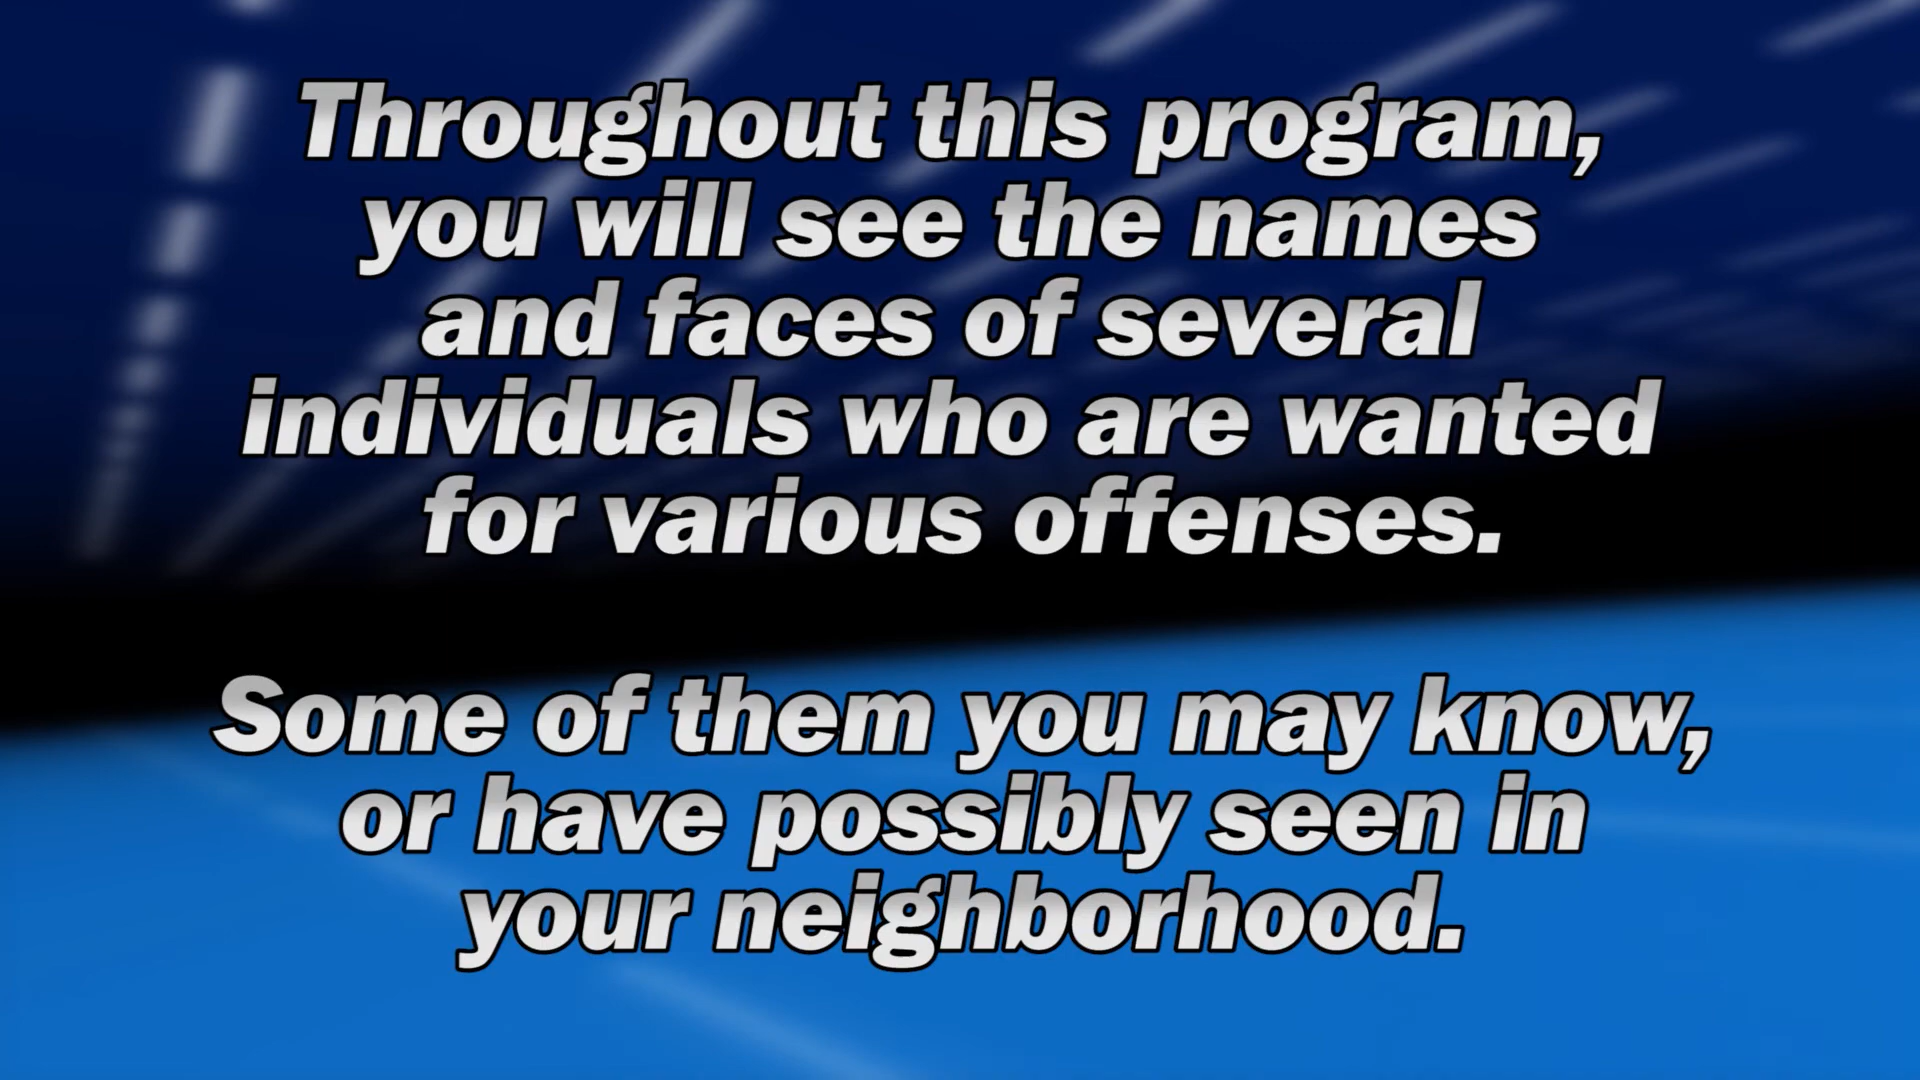 Throughout this program,
you will see the names
and faces of several
individuals who are wanted
for various offenses.
Some of them you may know,
or have possibly seen in
your neighborhood.